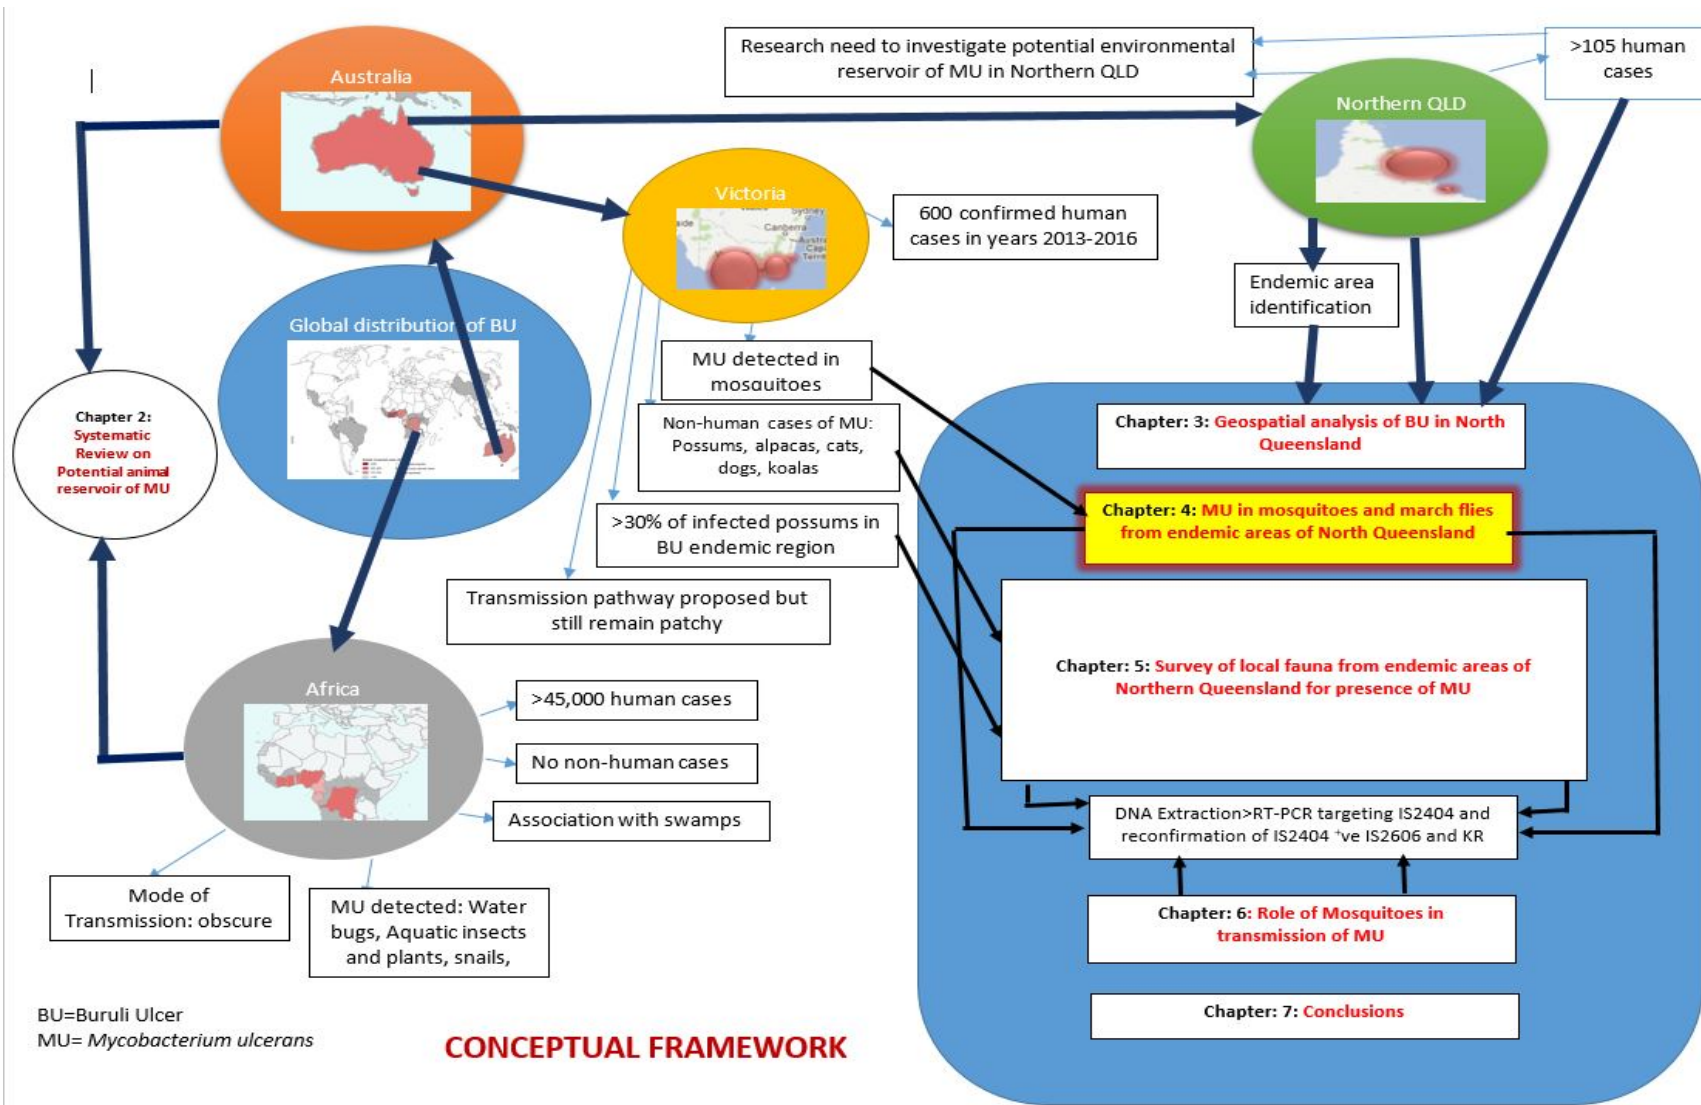 Australia
Research need to investigate potential environmental
reservoir of MU in Northern QLD
>105 human
cases
Northern QLD
Victoria
Sydney
Canberra
600 confirmed human
cases in years 2013-2016
Endemic area
identification
Global distribution of BU
MU detected in
mosquitoes
Chapter 2:
Systematic
Review on
Potential animal
reservoir of MU
Non-human cases of MU:
Possums, alpacas, cats,
dogs, koalas
Chapter: 3: Geospatial analysis of BU in North
Queensland
>30% of infected possums in
BU endemic region
Chapter: 4: MU in mosquitoes and march flies
from endemic areas of North Queensland
Transmission pathway proposed but
still remain patchy
Chapter: 5: Survey of local fauna from endemic areas of
Northern Queensland for presence of MU
Africa
>45,000 human cases
No non-human cases
Association with swamps
DNA Extraction>RT-PCR targeting IS2404 and
reconfirmation of IS2404 +ve IS2606 and KR
Mode of
Transmission: obscure
MU detected: Water
bugs, Aquatic insects
and plants, snails,
Chapter: 6: Role of Mosquitoes in
transmission of MU
Chapter: 7: Conclusions
BU=Buruli Ulcer
MU= Mycobacterium ulcerans
CONCEPTUAL FRAMEWORK